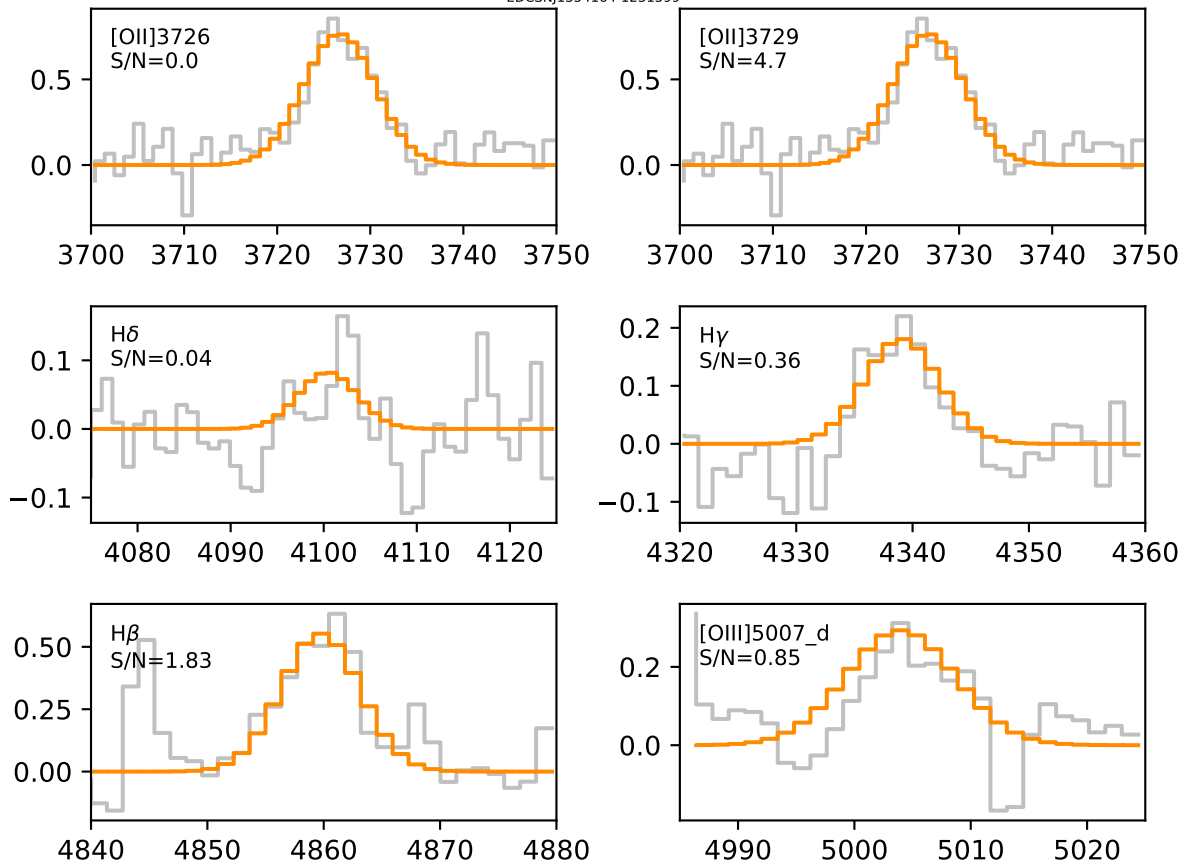 [OII]3726
S/N=0.0
0.5
0.0
3700 3710 3720 3730 3740 3750
[OII]3729
S/N=4.7
0.5
0.0
3700 3710 3720 3730 3740 3750
Hδ
S/N=0.04
0.1
0.0
−0.1
4080 4090 4100 4110 4120
Hγ
S/N=0.36
0.2
0.1
0.0
−0.1
4320 4330 4340 4350 4360
Hβ
S/N=1.83
0.50
0.25
0.00
4840 4850 4860 4870 4880
[OIII]5007_d
S/N=0.85
0.2
0.0
4990 5000 5010 5020